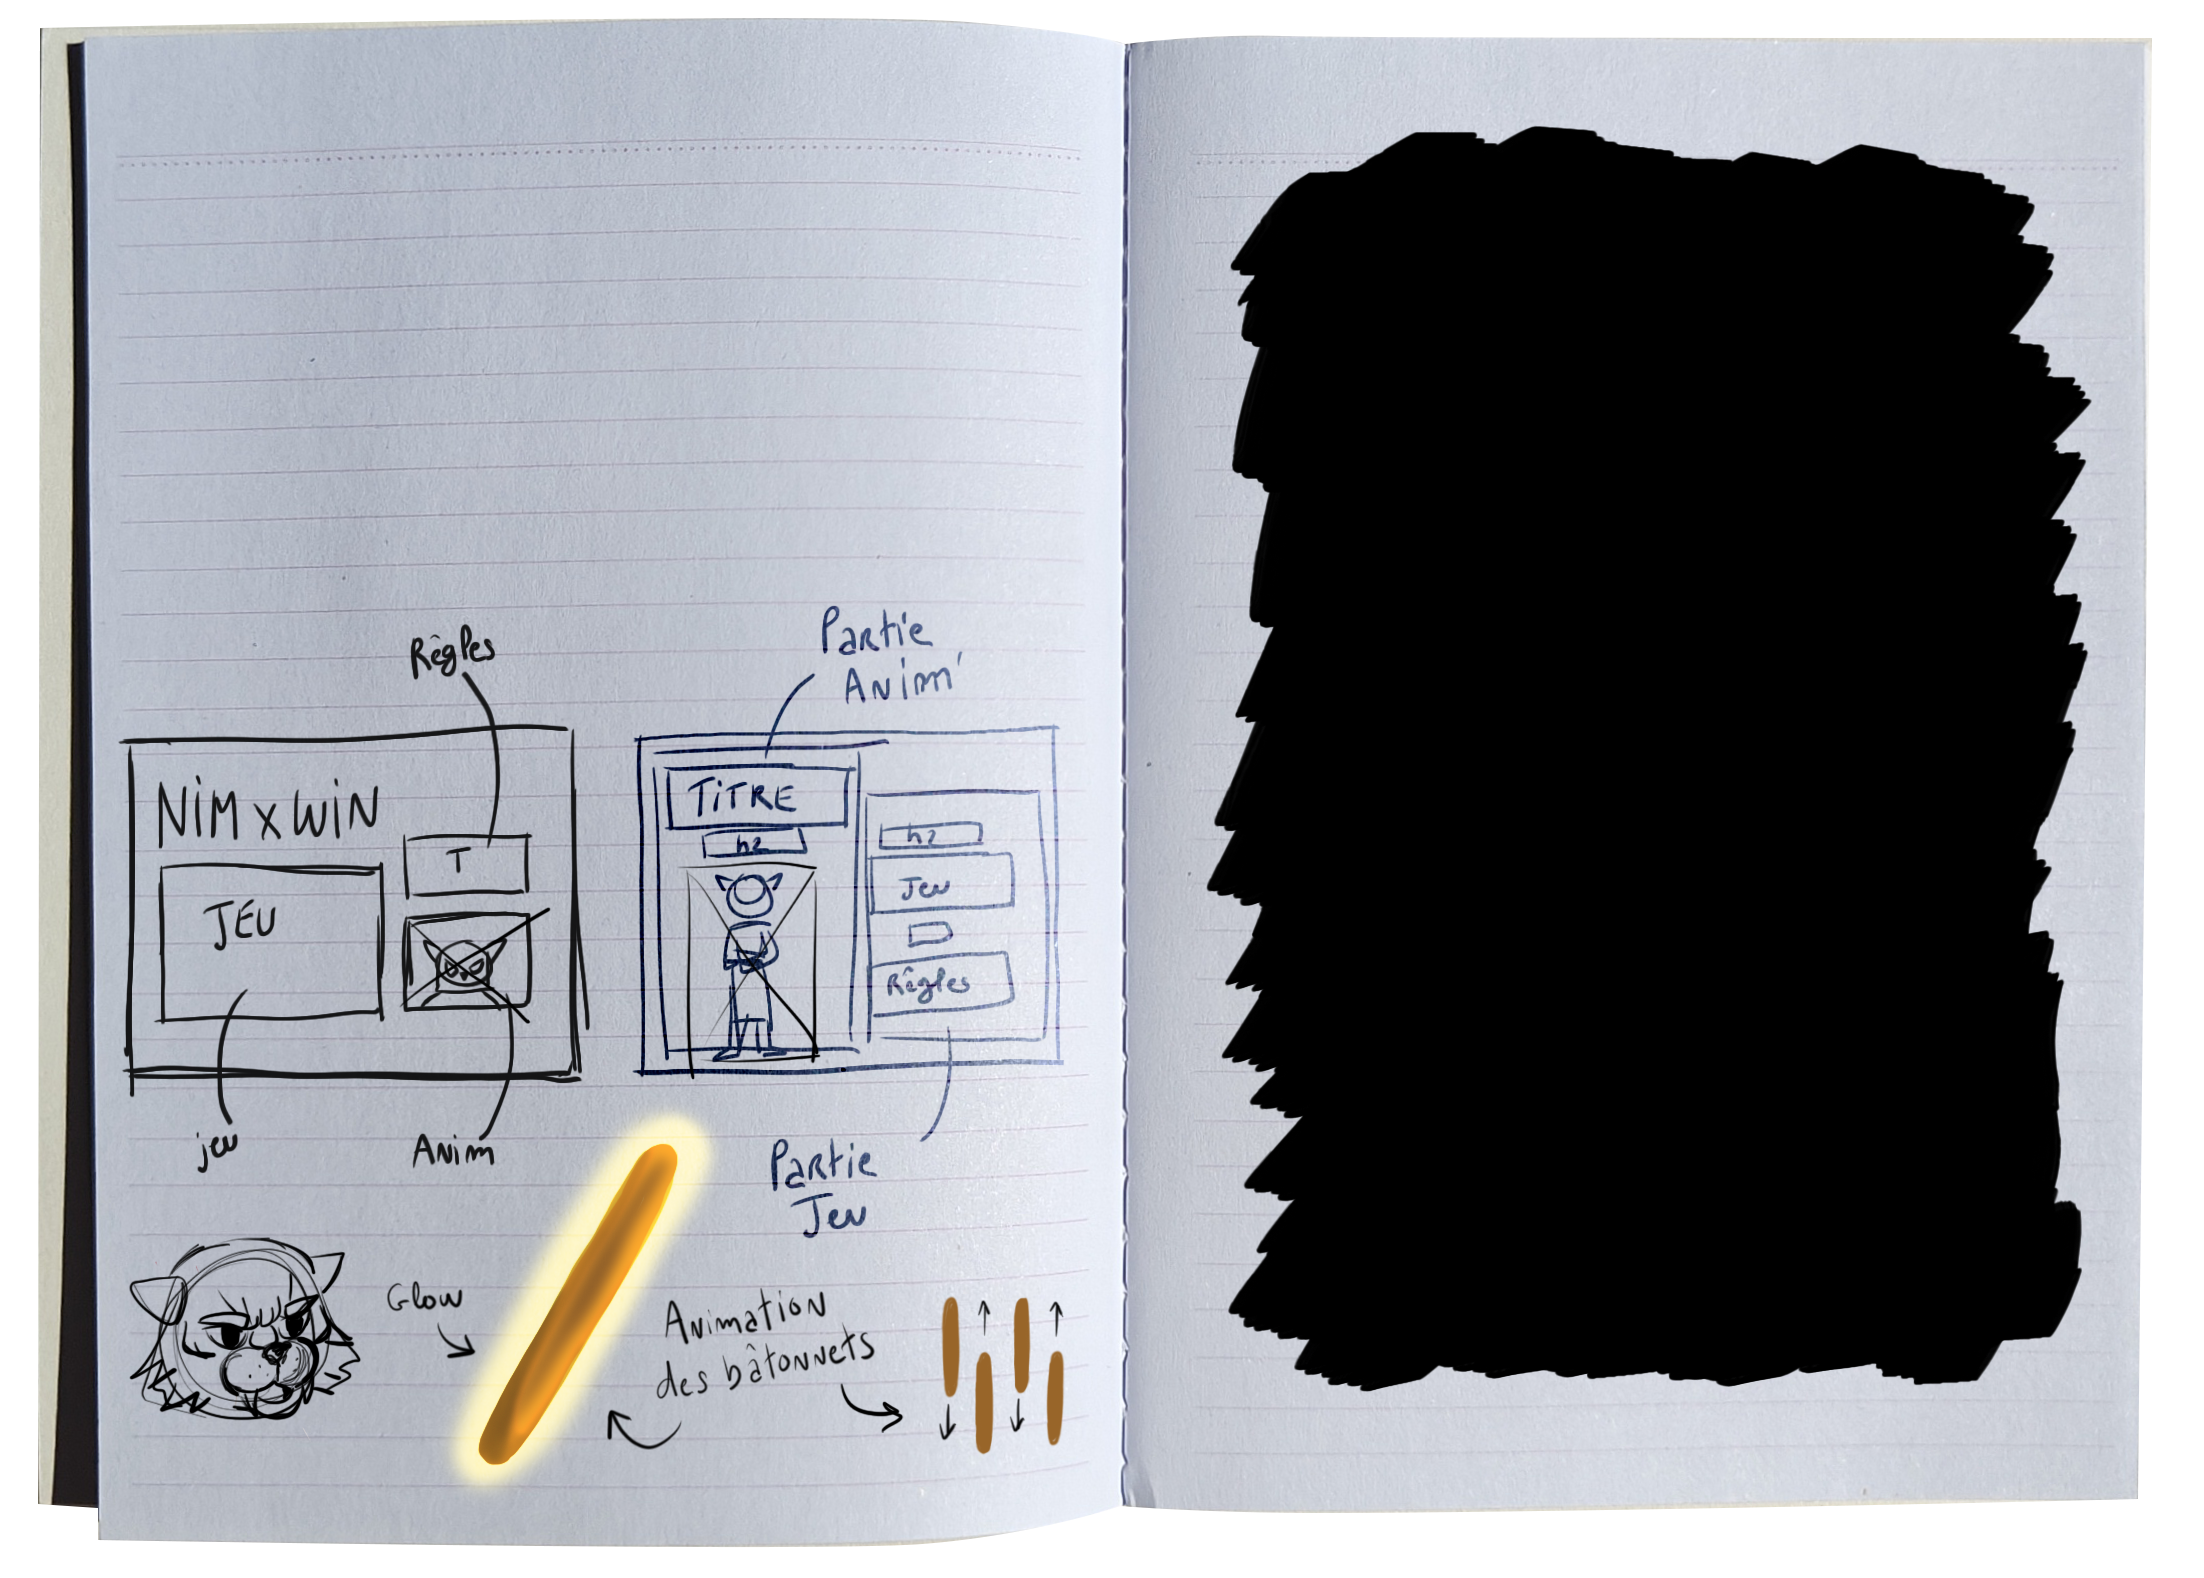 Règles
NiM x WiN
T
JEU
jeu
Anim
Partie
Anim'
TiTRE
h2
h2
Jeu
Règles
Partie
Jeu
Glow
Animation
des bâtonnets